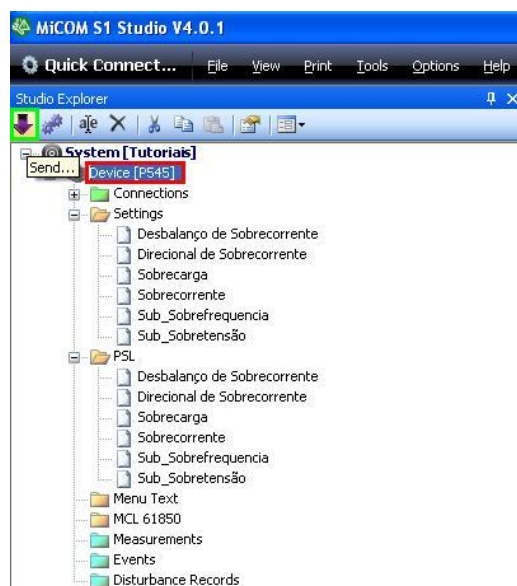 MiCOM S1 Studio V4.0.1
Quick Connect... File View Print Tools Options Help
Studio Explorer
System [Tutoriais]
Send...
Device [P545]
Connections
Settings
Desbalanço de Sobrecorrente
Direcional de Sobrecorrente
Sobrecarga
Sobrecorrente
Sub_Sobrefrequencia
Sub_Sobretensão
PSL
Desbalanço de Sobrecorrente
Direcional de Sobrecorrente
Sobrecarga
Sobrecorrente
Sub_Sobrefrequencia
Sub_Sobretensão
Menu Text
MCL 61850
Measurements
Events
Disturbance Records